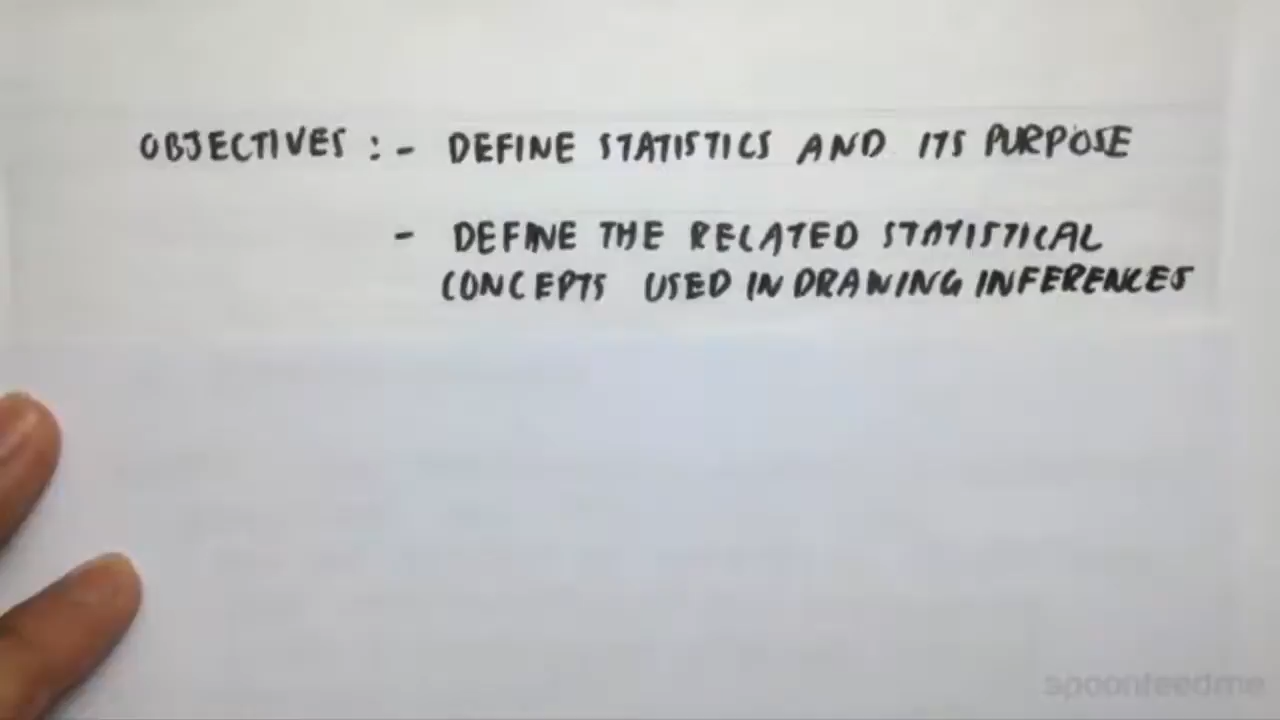 OBJECTIVES : - DEFINE STATISTICS AND ITS PURPOSE
- DEFINE THE RELATED STATISTICAL
CONCEPTS USED IN DRAWING INFERENCES
spoonfeedme